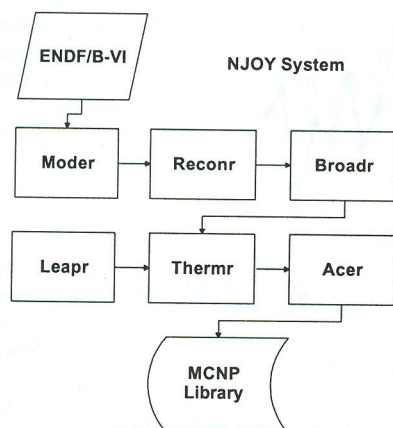 ENDF/B-VI
NJOY System
Moder
Reconr
Broadr
Leapr
Thermr
Acer
MCNP
Library